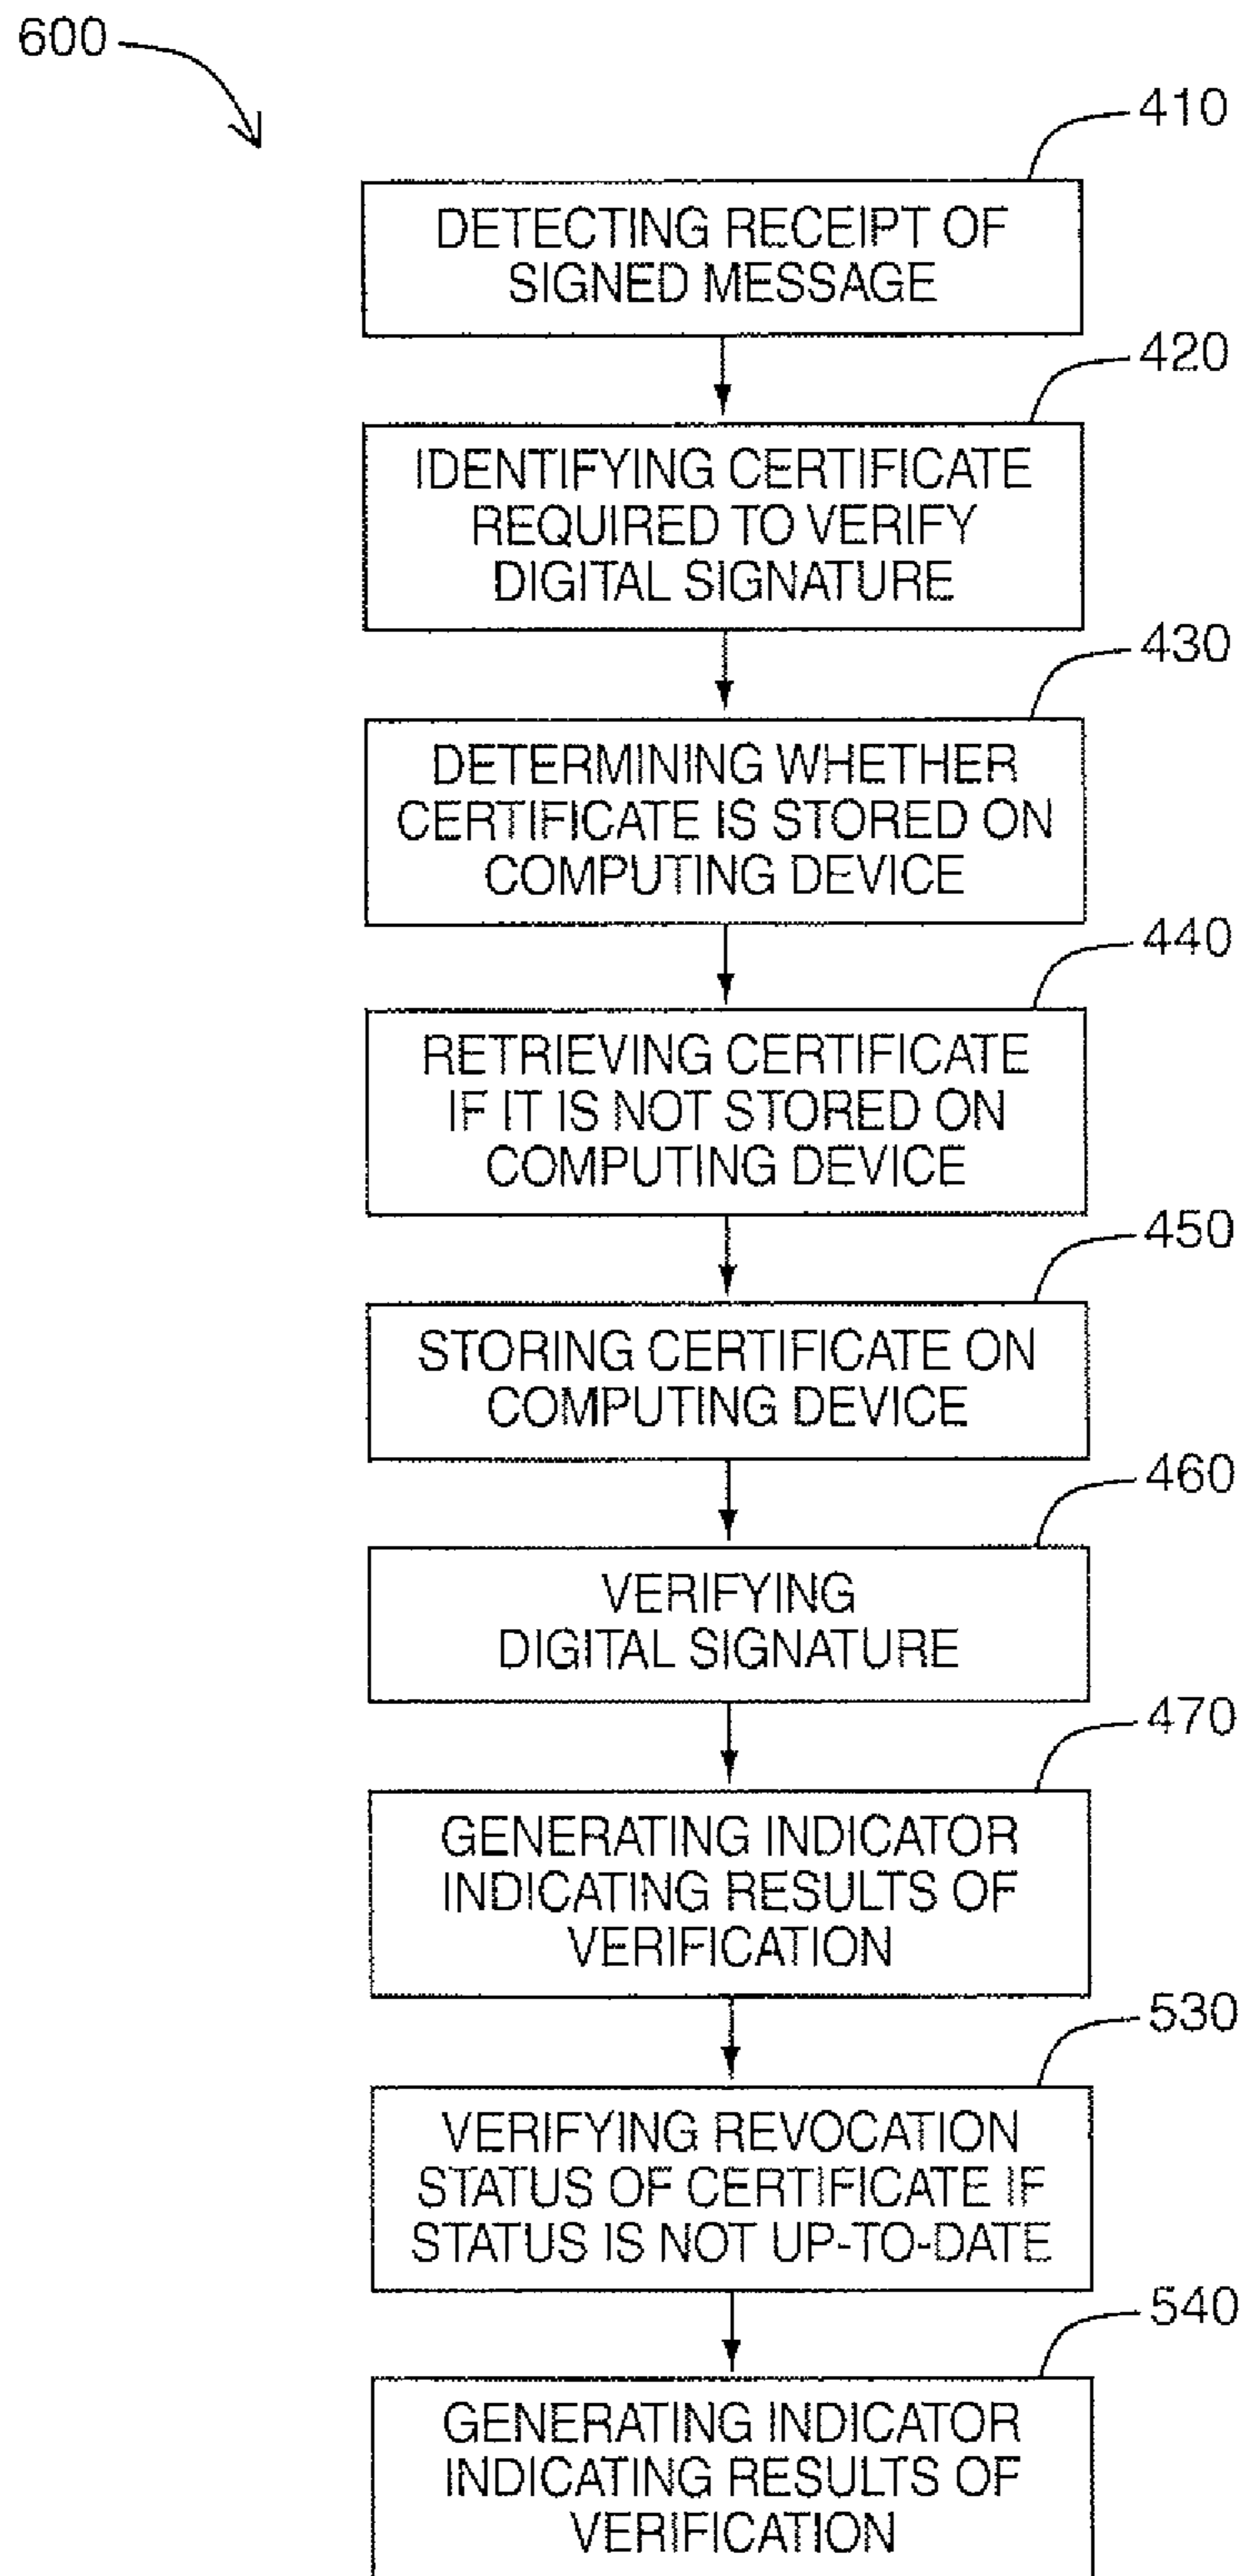 600
410
DETECTING RECEIPT OF
SIGNED MESSAGE
420
IDENTIFYING CERTIFICATE
REQUIRED TO VERIFY
DIGITAL SIGNATURE
430
DETERMINING WHETHER
CERTIFICATE IS STORED ON
COMPUTING DEVICE
440
RETRIEVING CERTIFICATE
IF IT IS NOT STORED ON
COMPUTING DEVICE
450
STORING CERTIFICATE ON
COMPUTING DEVICE
460
VERIFYING
DIGITAL SIGNATURE
470
GENERATING INDICATOR
INDICATING RESULTS OF
VERIFICATION
530
VERIFYING REVOCATION
STATUS OF CERTIFICATE IF
STATUS IS NOT UP-TO-DATE
540
GENERATING INDICATOR
INDICATING RESULTS OF
VERIFICATION